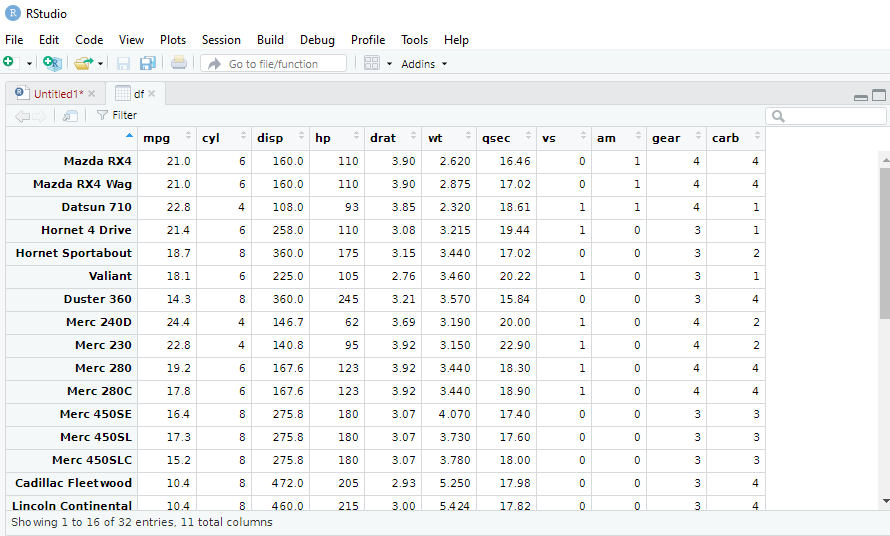 RStudio
File Edit Code View Plots Session Build Debug Profile Tools Help
Go to file/function Addins
Untitled1* df
Filter
mpg cyl disp hp drat wt qsec vs am gear carb
Mazda RX4 21.0 6 160.0 110 3.90 2.620 16.46 0 1 4 4
Mazda RX4 Wag 21.0 6 160.0 110 3.90 2.875 17.02 0 1 4 4
Datsun 710 22.8 4 108.0 93 3.85 2.320 18.61 1 1 4 1
Hornet 4 Drive 21.4 6 258.0 110 3.08 3.215 19.44 1 0 3 1
Hornet Sportabout 18.7 8 360.0 175 3.15 3.440 17.02 0 0 3 2
Valiant 18.1 6 225.0 105 2.76 3.460 20.22 1 0 3 1
Duster 360 14.3 8 360.0 245 3.21 3.570 15.84 0 0 3 4
Merc 240D 24.4 4 146.7 62 3.69 3.190 20.00 1 0 4 2
Merc 230 22.8 4 140.8 95 3.92 3.150 22.90 1 0 4 2
Merc 280 19.2 6 167.6 123 3.92 3.440 18.30 1 0 4 4
Merc 280C 17.8 6 167.6 123 3.92 3.440 18.90 1 0 4 4
Merc 450SE 16.4 8 275.8 180 3.07 4.070 17.40 0 0 3 3
Merc 450SL 17.3 8 275.8 180 3.07 3.730 17.60 0 0 3 3
Merc 450SLC 15.2 8 275.8 180 3.07 3.780 18.00 0 0 3 3
Cadillac Fleetwood 10.4 8 472.0 205 2.93 5.250 17.98 0 0 3 4
Lincoln Continental 10.4 8 460.0 215 3.00 5.424 17.82 0 0 3 4
Showing 1 to 16 of 32 entries, 11 total columns